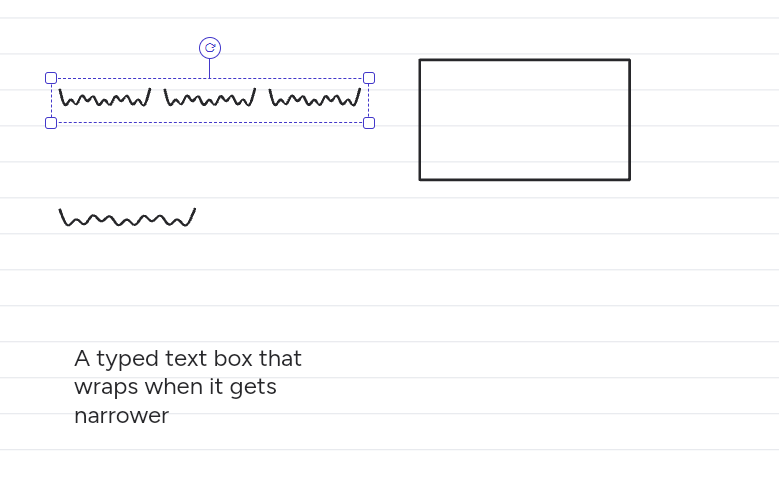 A typed text box that
wraps when it gets
narrower